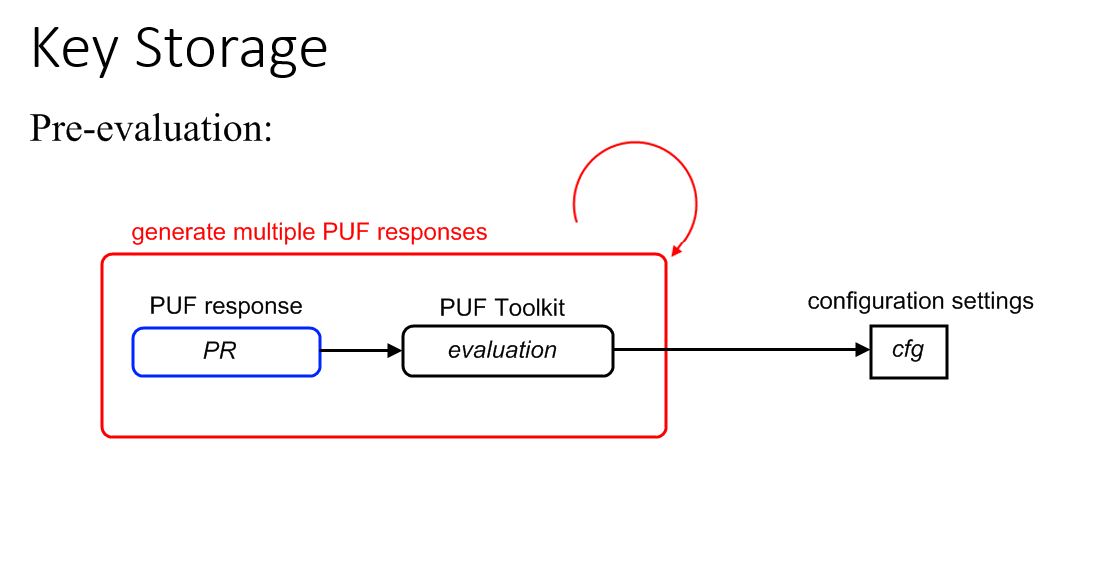 Key Storage
Pre-evaluation:
generate multiple PUF responses
PUF response
PUF Toolkit
configuration settings
PR
evaluation
cfg